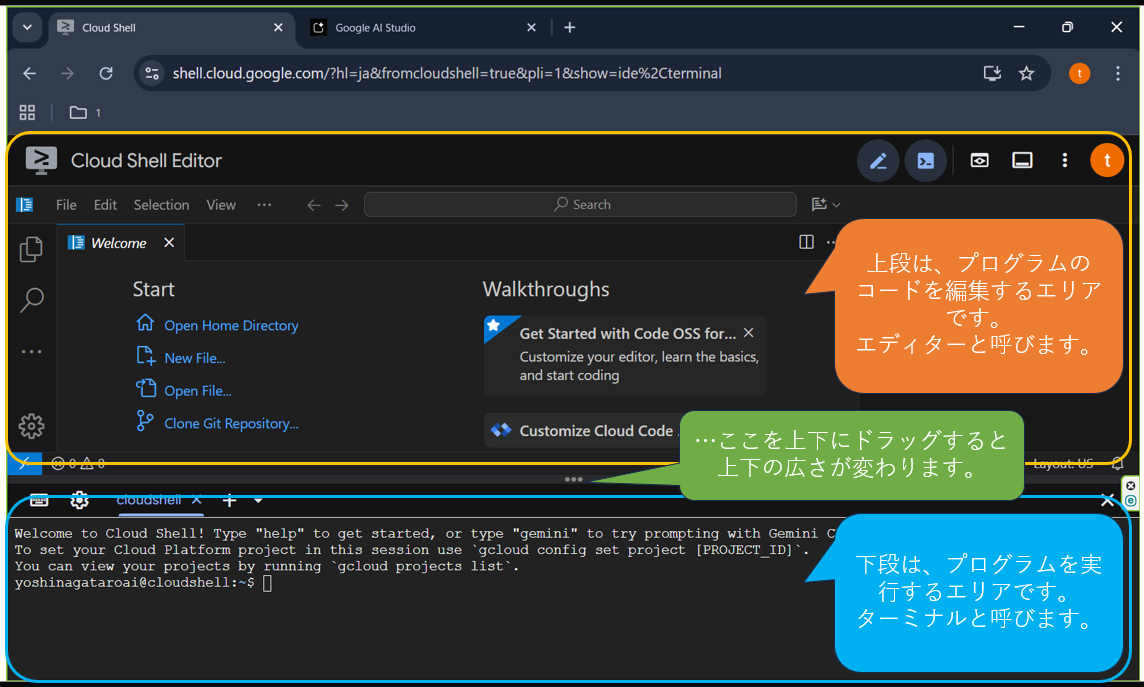 Cloud Shell
Google AI Studio
shell.cloud.google.com/?hl=ja&fromcloudshell=true&pli=1&show=ide%2Cterminal
t
1
Cloud Shell Editor
t
File Edit Selection View ··· Search
Welcome
Start
Walkthroughs
Open Home Directory
New File...
Open File...
Clone Git Repository...
Get Started with Code OSS for...
Customize your editor, learn the basics,
and start coding
Customize Cloud Code
上段は、プログラムの
コードを編集するエリア
です。
エディターと呼びます。
…ここを上下にドラッグすると
上下の広さが変わります。
0 0
Layout: US
cloudshell
Welcome to Cloud Shell! Type "help" to get started, or type "gemini" to try prompting with Gemini C
To set your Cloud Platform project in this session use `gcloud config set project [PROJECT_ID]`.
You can view your projects by running `gcloud projects list`.
yoshinagataroai@cloudshell:~$
下段は、プログラムを実
行するエリアです。
ターミナルと呼びます。